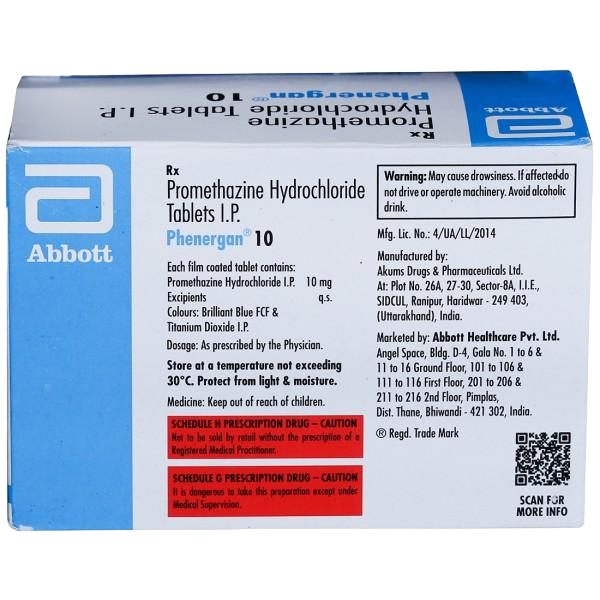 Rx
Promethazine
Hydrochloride Tablets I.P.
Phenergan® 10
Abbott
Abbott
Rx
Promethazine Hydrochloride
Tablets I.P.
Phenergan® 10
Each film coated tablet contains:
Promethazine Hydrochloride I.P. 10 mg
Excipients q.s.
Colours: Brilliant Blue FCF &
Titanium Dioxide I.P.
Dosage: As prescribed by the Physician.
Store at a temperature not exceeding
30°C. Protect from light & moisture.
Medicine: Keep out of reach of children.
SCHEDULE H PRESCRIPTION DRUG – CAUTION
Not to be sold by retail without the prescription of a
Registered Medical Practitioner.
SCHEDULE G PRESCRIPTION DRUG – CAUTION
It is dangerous to take this preparation except under
Medical Supervision.
Warning: May cause drowsiness. If affected do
not drive or operate machinery. Avoid alcoholic
drink.
Mfg. Lic. No.: 4/UA/LL/2014
Manufactured by:
Akums Drugs & Pharmaceuticals Ltd.
At: Plot No. 26A, 27-30, Sector-8A, I.I.E.,
SIDCUL, Ranipur, Haridwar - 249 403,
(Uttarakhand), India.
Marketed by: Abbott Healthcare Pvt. Ltd.
Angel Space, Bldg. D-4, Gala No. 1 to 6 &
11 to 16 Ground Floor, 101 to 106 &
111 to 116 First Floor, 201 to 206 &
211 to 216 2nd Floor, Pimplas,
Dist. Thane, Bhiwandi - 421 302, India.
® Regd. Trade Mark
SCAN FOR
MORE INFO